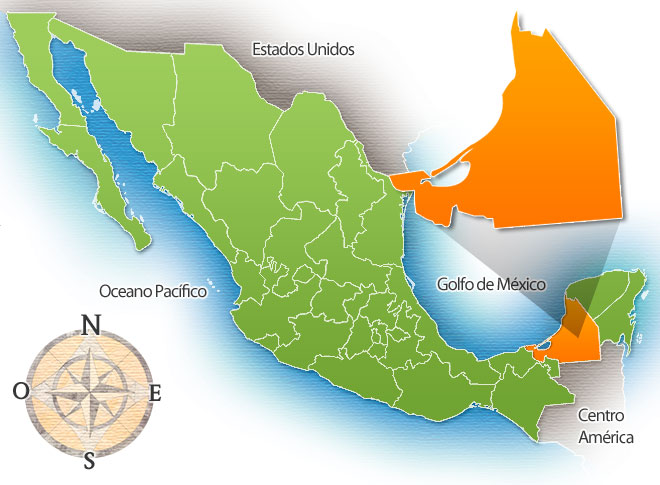 Estados Unidos
Golfo de México
Oceano Pacífico
N
O
E
S
Centro
América